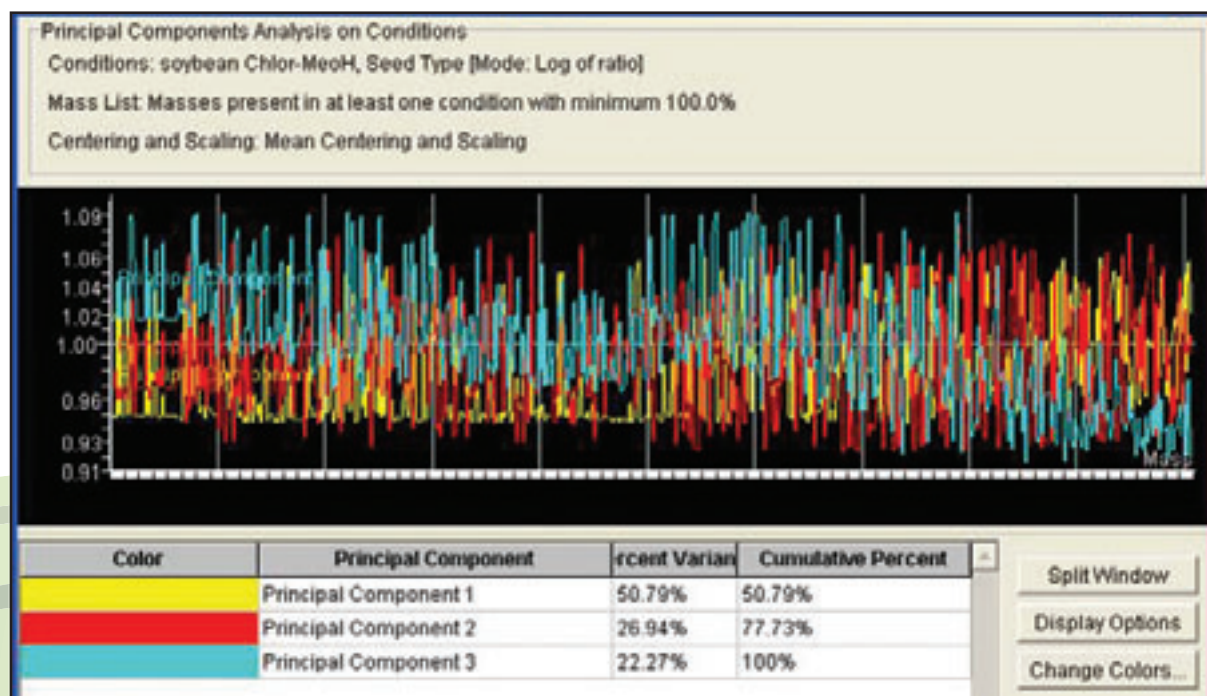 Principal Components Analysis on Conditions
Conditions: soybean Chlor-MeoH, Seed Type [Mode: Log of ratio]
Mass List: Masses present in at least one condition with minimum 100.0%
Centering and Scaling: Mean Centering and Scaling
1.09
1.06
1.04
1.02
1.00
0.96
0.93
0.91
Principal Component
Principal Component
Mass
Color Principal Component rcent Varian Cumulative Percent
Principal Component 1 50.79% 50.79%
Principal Component 2 26.94% 77.73%
Principal Component 3 22.27% 100%
Split Window
Display Options
Change Colors...